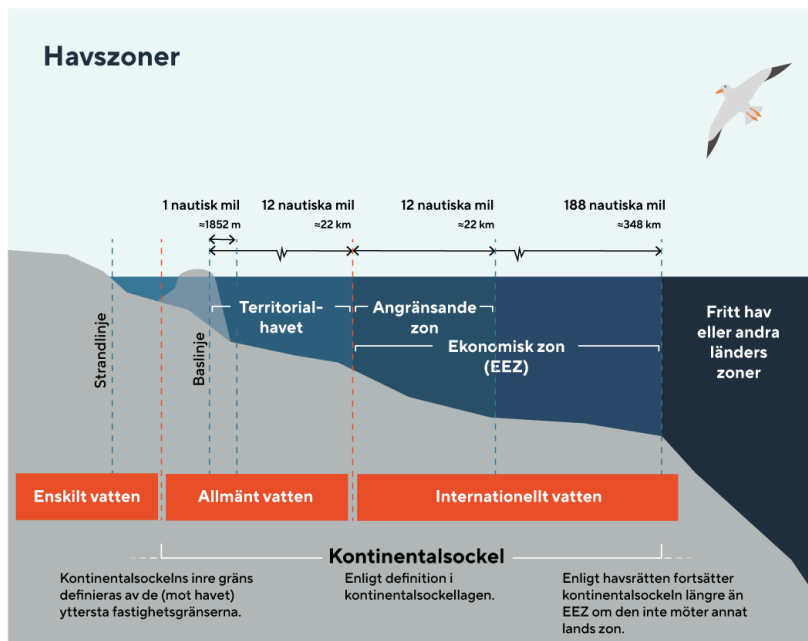 Havszoner
1 nautisk mil
≈1852 m
12 nautiska mil
≈22 km
12 nautiska mil
≈22 km
188 nautiska mil
≈348 km
Strandlinje
Baslinje
Territorial-
havet
Angränsande
zon
Ekonomisk zon
(EEZ)
Fritt hav
eller andra
länders
zoner
Enskilt vatten
Allmänt vatten
Internationellt vatten
Kontinentalsockel
Kontinentalsockelns inre gräns
definieras av de (mot havet)
yttersta fastighetsgränserna.
Enligt definition i
kontinentalsockellagen.
Enligt havsrätten fortsätter
kontinentalsockeln längre än
EEZ om den inte möter annat
lands zon.